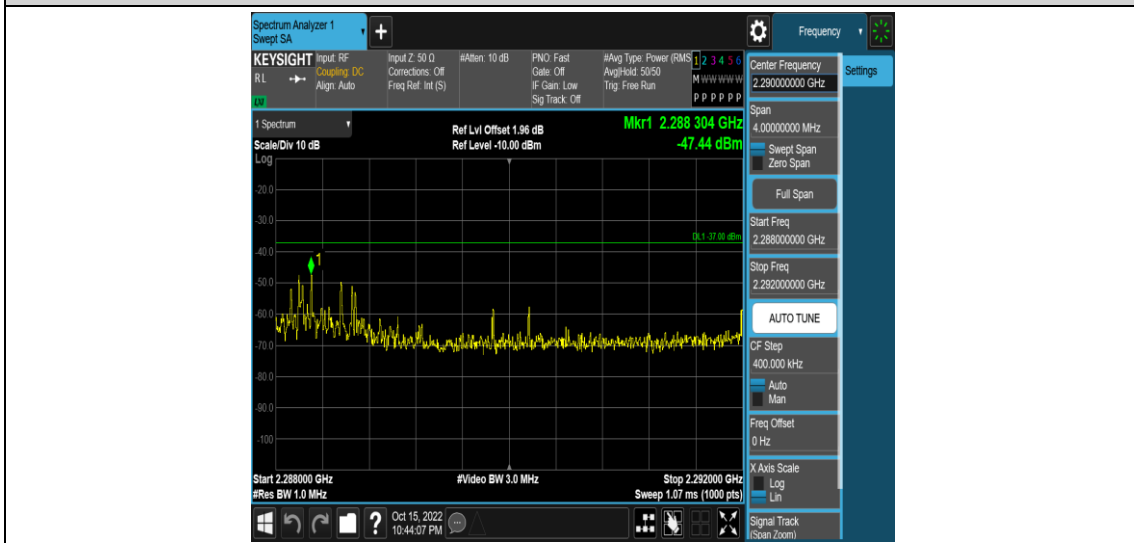 Spectrum Analyzer 1
Swept SA
+
Frequency
KEYSIGHT
RL
Input: RF
Coupling: DC
Align: Auto
Input Z: 50 Ω
Corrections: Off
Freq Ref: Int (S)
#Atten: 10 dB
PNO: Fast
Gate: Off
IF Gain: Low
Sig Track: Off
#Avg Type: Power (RMS
Avg|Hold: 50/50
Trig: Free Run
1 2 3 4 5 6
M W W W W W
P P P P P P
1 Spectrum
Scale/Div 10 dB
Ref Lvl Offset 1.96 dB
Ref Level -10.00 dBm
Mkr1 2.288 304 GHz
-47.44 dBm
Log
-20.0
-30.0
DL1 -37.00 dBm
-40.0
1
-50.0
-60.0
-70.0
-80.0
-90.0
-100
Start 2.288000 GHz
#Res BW 1.0 MHz
#Video BW 3.0 MHz
Stop 2.292000 GHz
Sweep 1.07 ms (1000 pts)
Center Frequency
2.290000000 GHz
Settings
Span
4.00000000 MHz
Swept Span
Zero Span
Full Span
Start Freq
2.288000000 GHz
Stop Freq
2.292000000 GHz
AUTO TUNE
CF Step
400.000 kHz
Auto
Man
Freq Offset
0 Hz
X Axis Scale
Log
Lin
Signal Track
(Span Zoom)
?
Oct 15, 2022
10:44:07 PM